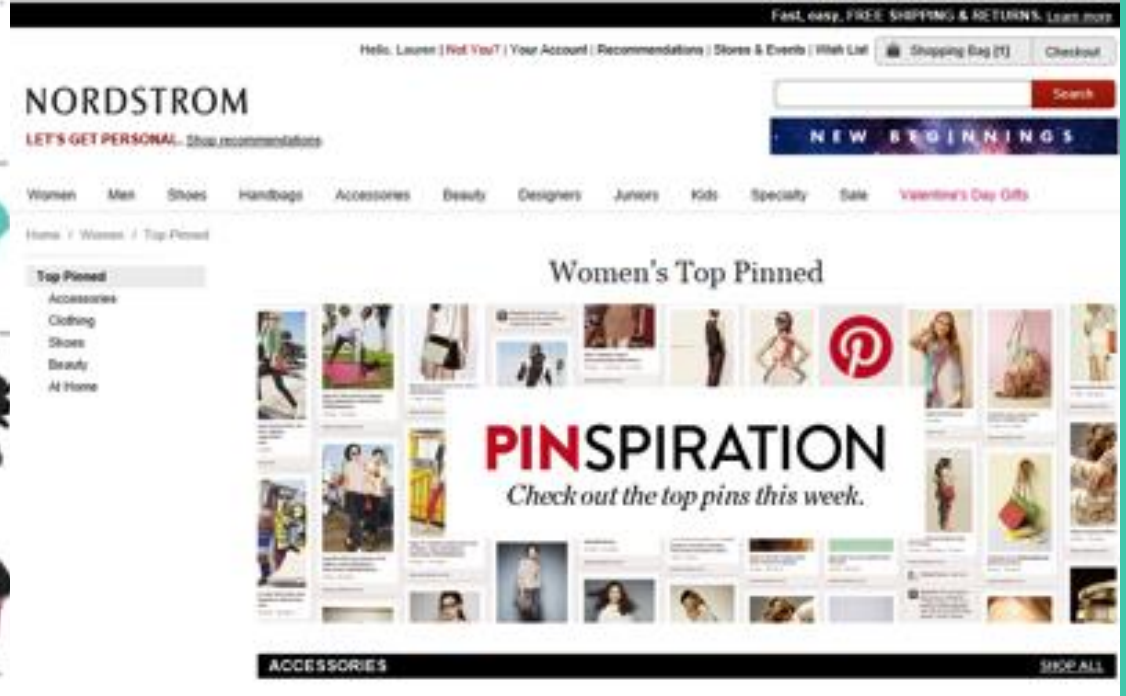 Fast, easy, FREE SHIPPING & RETURNS. Learn more
Hello, Lauren | Not You? | Your Account | Recommendations | Stores & Events | Wish List Shopping Bag [1] Checkout
NORDSTROM
Search
LET'S GET PERSONAL. Shop recommendations
NEW BEGINNINGS
Women Men Shoes Handbags Accessories Beauty Designers Juniors Kids Specialty Sale Valentine's Day Gifts
Home / Women / Top Pinned
Top Pinned
Accessories
Clothing
Shoes
Beauty
At Home
Women's Top Pinned
PINSPIRATION
Check out the top pins this week.
ACCESSORIES SHOP ALL